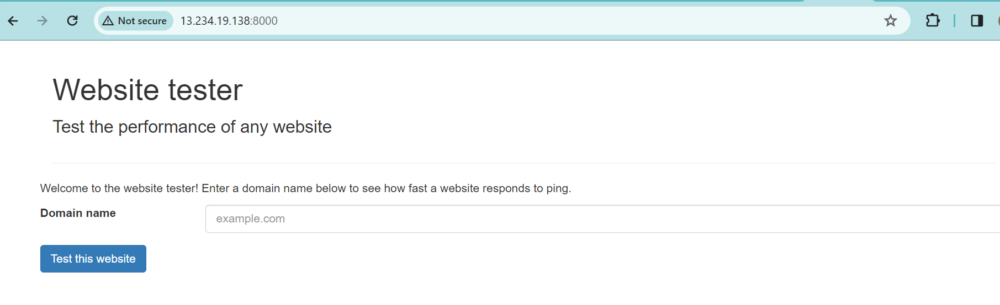 Not secure 13.234.19.138:8000
Website tester
Test the performance of any website
Welcome to the website tester! Enter a domain name below to see how fast a website responds to ping.
Domain name
example.com
Test this website